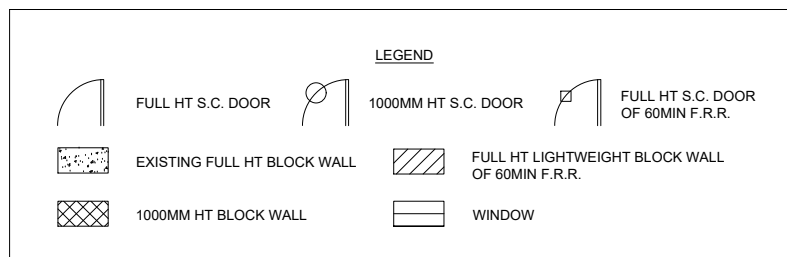 LEGEND
FULL HT S.C. DOOR
1000MM HT S.C. DOOR
FULL HT S.C. DOOR
OF 60MIN F.R.R.
EXISTING FULL HT BLOCK WALL
FULL HT LIGHTWEIGHT BLOCK WALL
OF 60MIN F.R.R.
1000MM HT BLOCK WALL
WINDOW